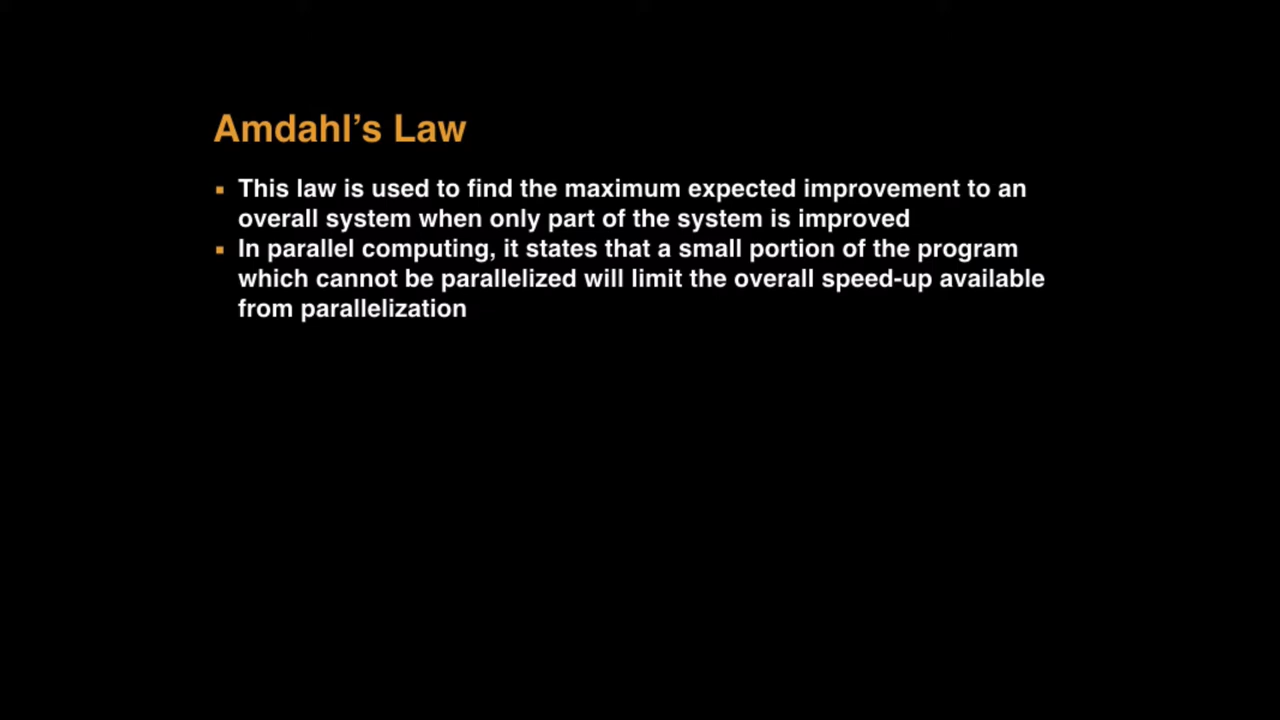 Amdahl’s Law
▪ This law is used to find the maximum expected improvement to an
overall system when only part of the system is improved
▪ In parallel computing, it states that a small portion of the program
which cannot be parallelized will limit the overall speed-up available
from parallelization